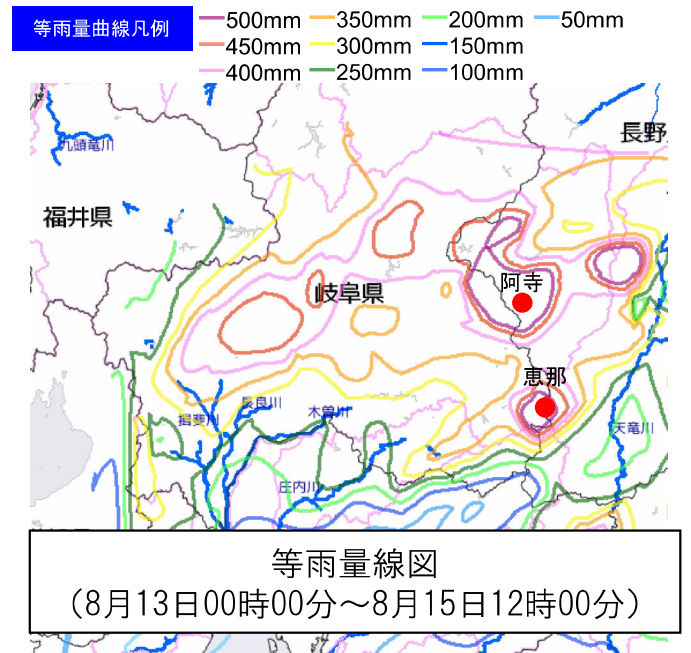 等雨量曲線凡例
500mm 350mm 200mm 50mm
450mm 300mm 150mm
400mm 250mm 100mm
長野
九頭竜川
福井県
阿寺
岐阜県
恵那
長良川
木曽川
揖斐川
天竜川
庄内川
等雨量線図
（8月13日00時00分～8月15日12時00分）